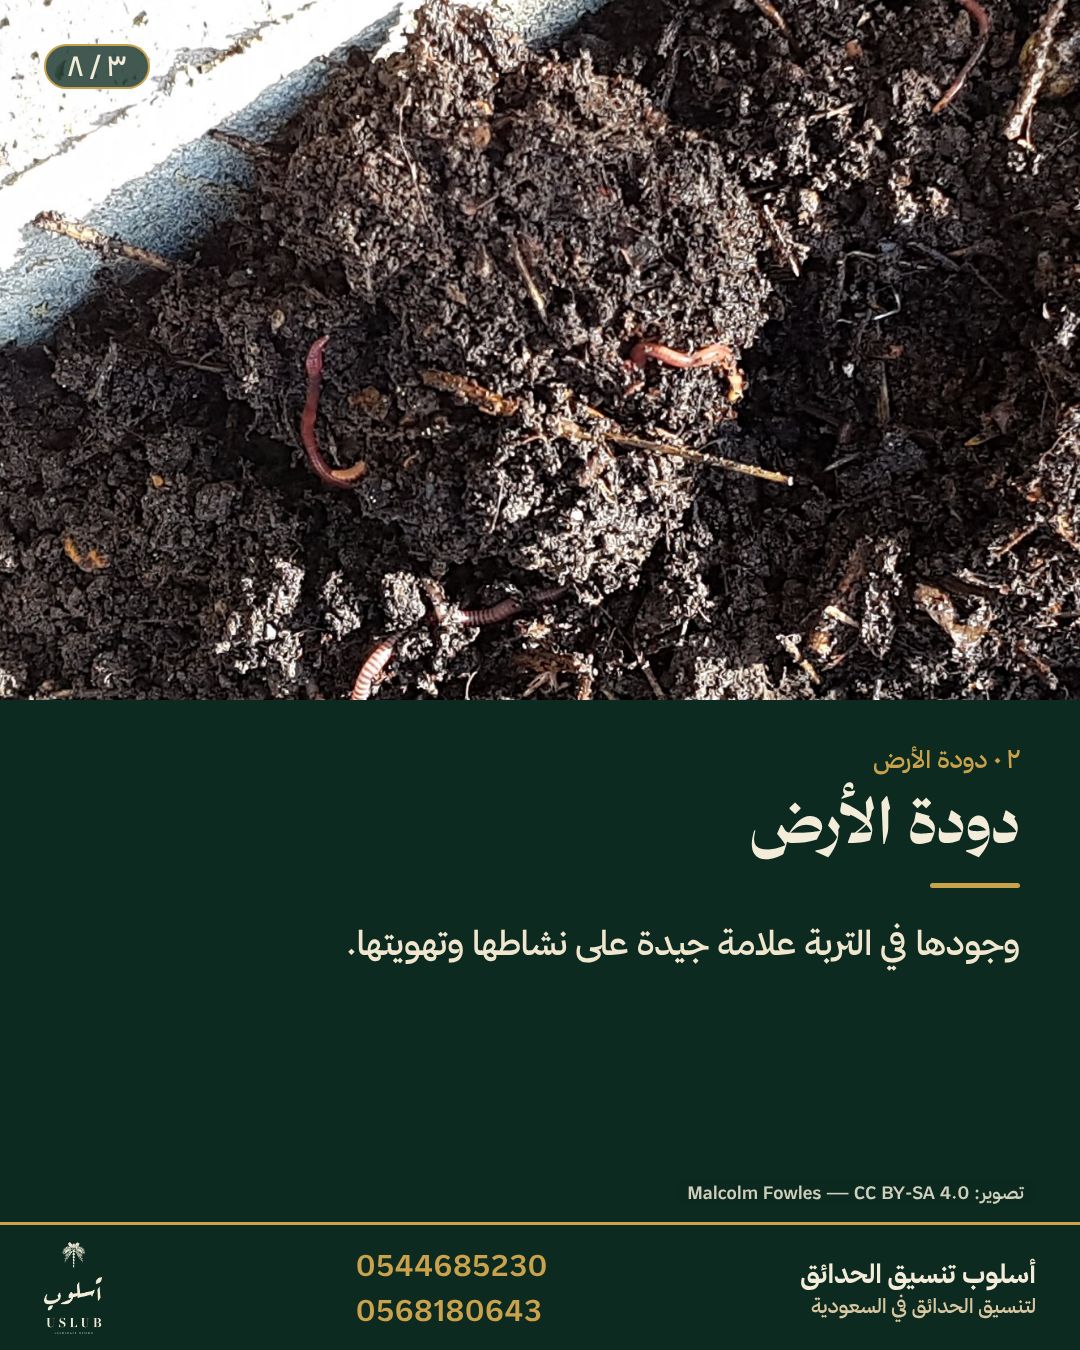 ٣ / ٨
٢ · دودة الأرض
دودة الأرض
وجودها في التربة علامة جيدة على نشاطها وتهويتها.
تصوير: Malcolm Fowles — CC BY-SA 4.0
أسلوب تنسيق الحدائق
لتنسيق الحدائق في السعودية
0544685230
0568180643
أسلوب
USLUB